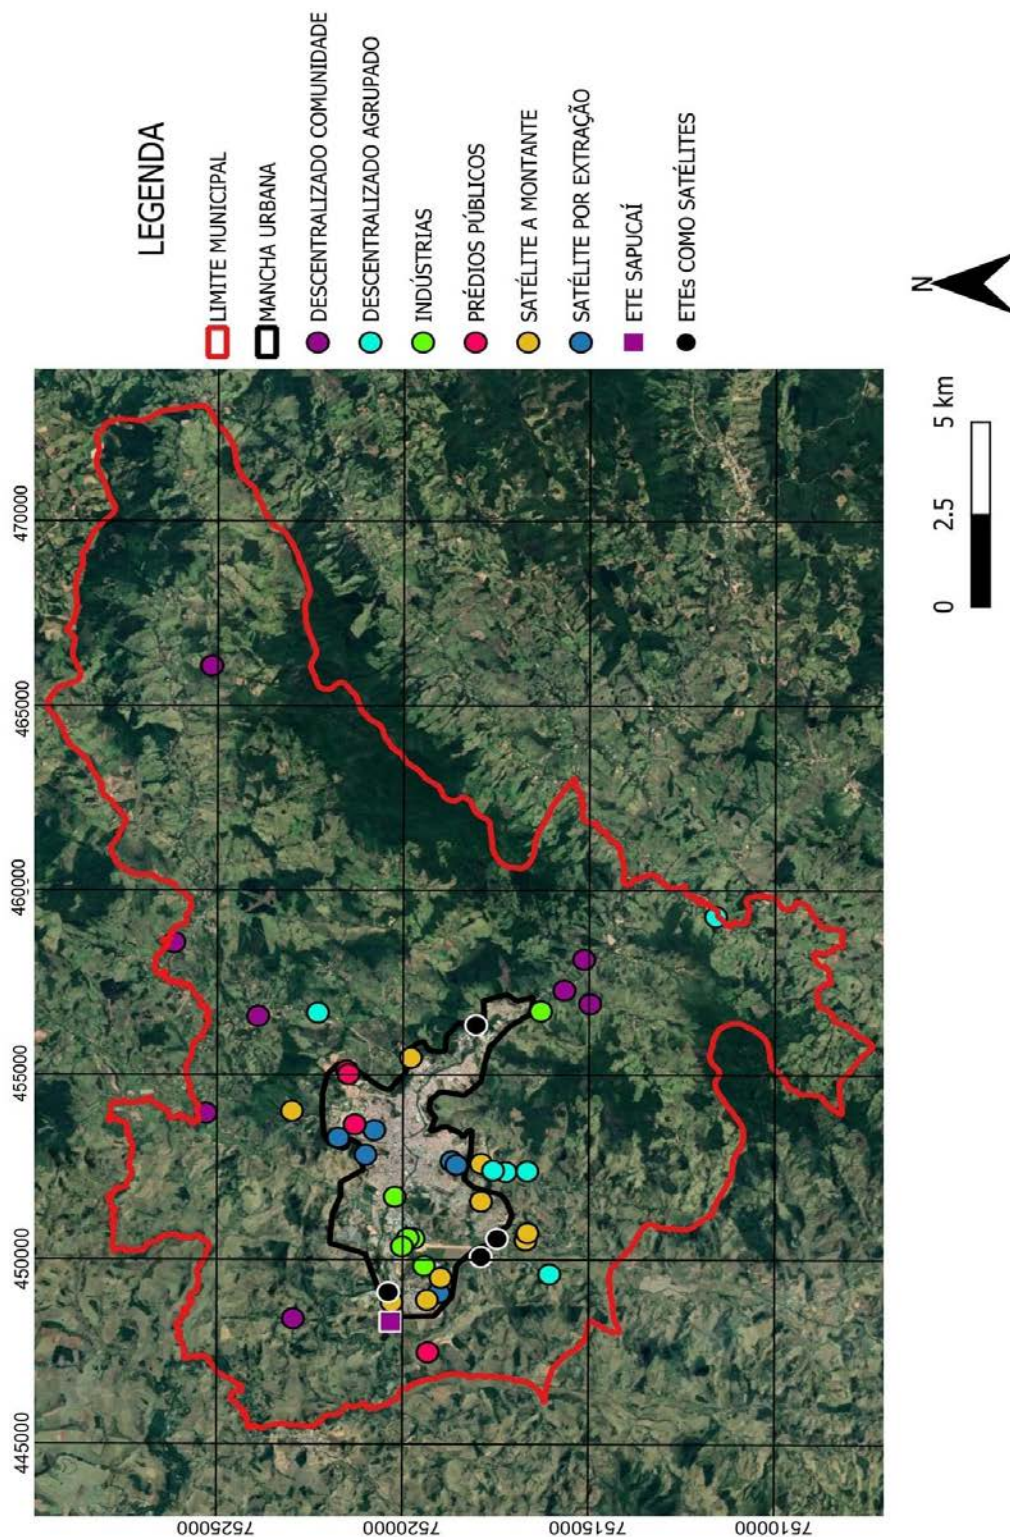 LEGENDA
LIMITE MUNICIPAL
MANCHA URBANA
DESCENTRALIZADO COMUNIDADE
DESCENTRALIZADO AGRUPADO
INDÚSTRIAS
PRÉDIOS PÚBLICOS
SATÉLITE A MONTANTE
SATÉLITE POR EXTRAÇÃO
ETE SAPUCAÍ
ETEs COMO SATÉLITES
445000
450000
455000
460000
465000
470000
7525000
7520000
7515000
7510000
N
0 2.5 5 km